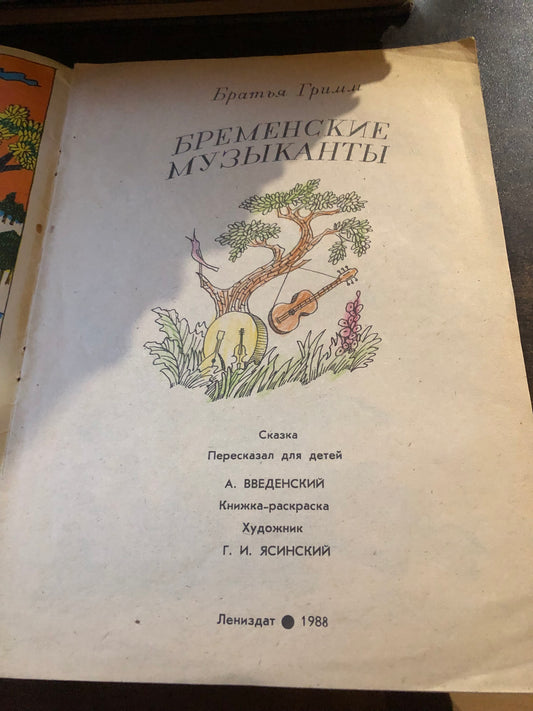 Братья Гримм
БРЕМЕНСКИЕ
МУЗЫКАНТЫ
Сказка
Пересказал для детей
А. ВВЕДЕНСКИЙ
Книжка-раскраска
Художник
Г. И. ЯСИНСКИЙ
Лениздат ● 1988